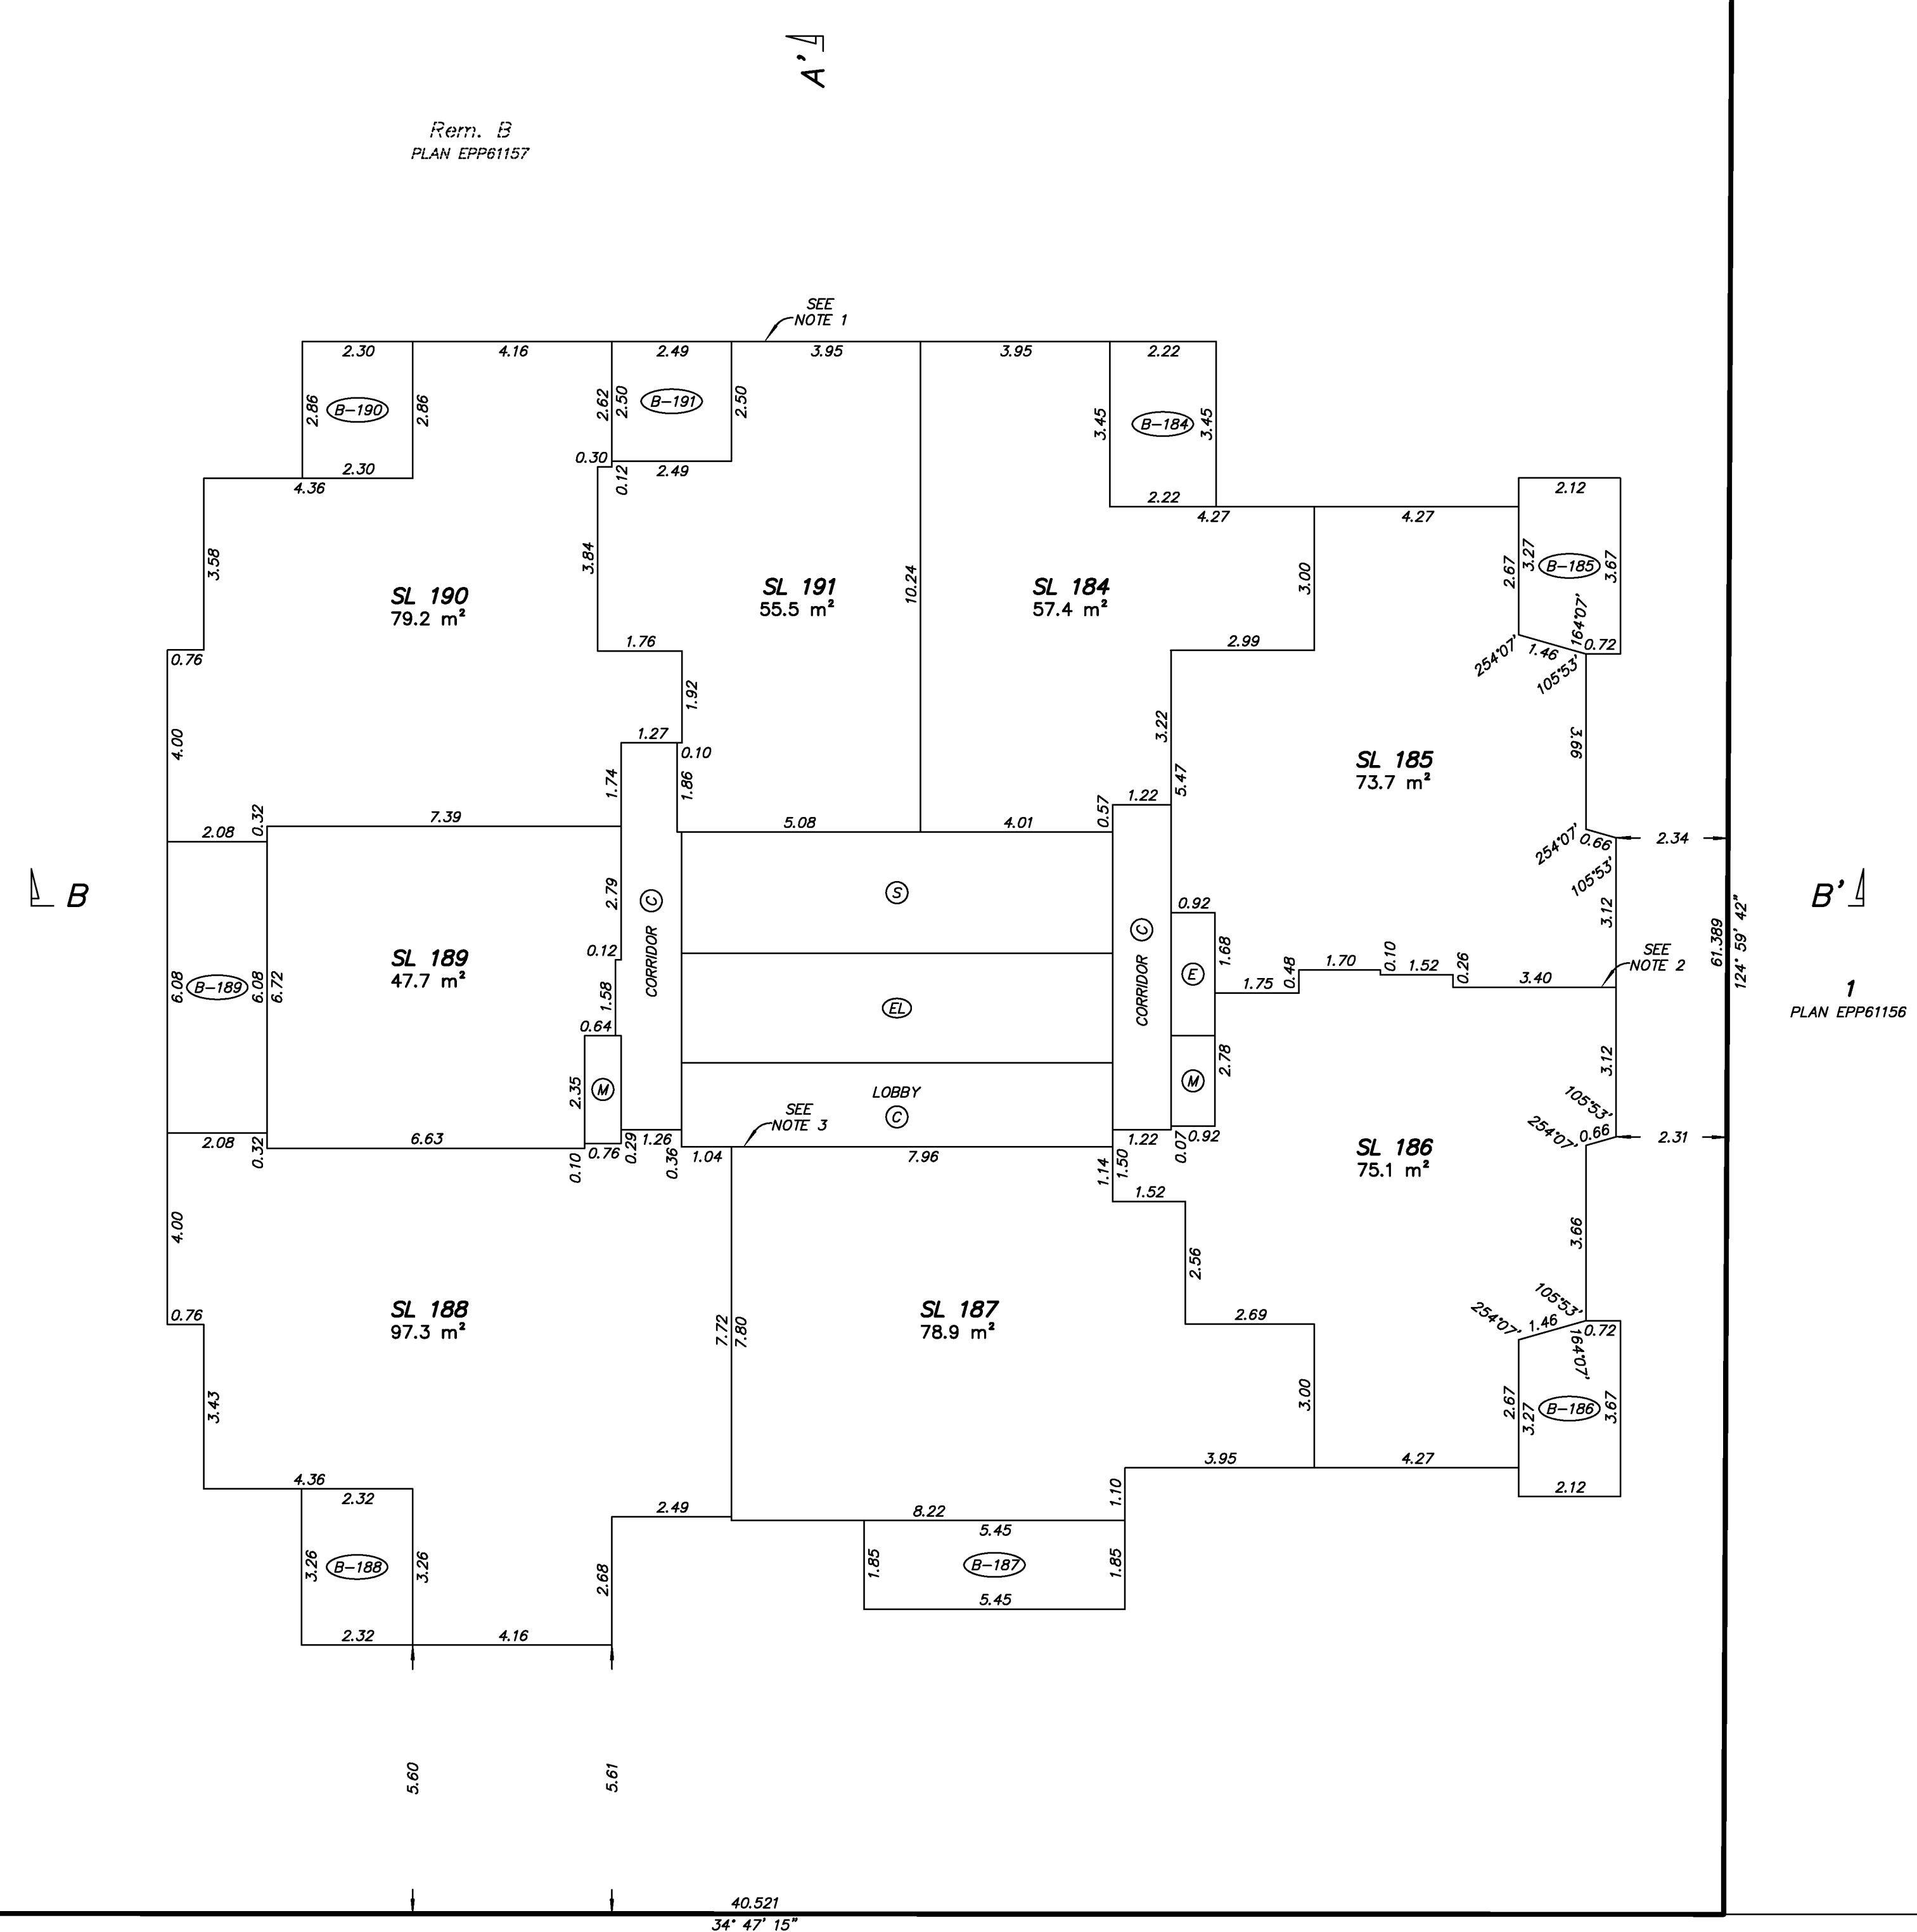 A'
Rem. B
PLAN EPP61157
SEE
NOTE 1
2.30
4.16
2.49
3.95
3.95
2.22
2.86
B-190
2.86
2.62
2.50
B-191
2.50
3.45
B-184
3.45
0.30
0.12
2.30
4.36
2.49
2.22
4.27
4.27
2.12
3.58
3.84
10.24
3.00
2.67
3.27
B-185
3.67
SL 190
79.2 m²
SL 191
55.5 m²
SL 184
57.4 m²
164°07'
0.76
1.76
2.99
254°07'
1.46
0.72
105°53'
4.00
1.92
3.22
3.66
1.27
0.10
1.74
1.86
5.47
SL 185
73.7 m²
2.08
0.32
7.39
5.08
4.01
0.57
1.22
254°07'
0.66
105°53'
2.34
B
2.79
C
CORRIDOR
S
C
CORRIDOR
0.92
1.68
3.12
B'
61.389
124° 59' 42"
6.08
B-189
6.08
6.72
SL 189
47.7 m²
0.12
1.58
0.64
EL
E
1.75
0.48
1.70
0.10
1.52
0.26
3.40
SEE
NOTE 2
1
PLAN EPP61156
2.35
M
LOBBY
C
M
2.78
3.12
SEE
NOTE 3
105°53'
254°07'
0.66
2.31
2.08
0.32
6.63
0.10
0.76
0.29
1.26
0.36
1.04
7.96
1.14
1.50
1.22
0.07
0.92
SL 186
75.1 m²
1.52
4.00
2.56
3.66
0.76
SL 188
97.3 m²
SL 187
78.9 m²
7.72
7.80
2.69
105°53'
254°07'
1.46
0.72
164°07'
3.43
3.00
2.67
3.27
B-186
3.67
4.36
2.32
2.49
8.22
5.45
1.10
3.95
4.27
2.12
3.26
B-188
3.26
2.68
1.85
B-187
1.85
5.45
2.32
4.16
5.60
5.61
40.521
34° 47' 15"